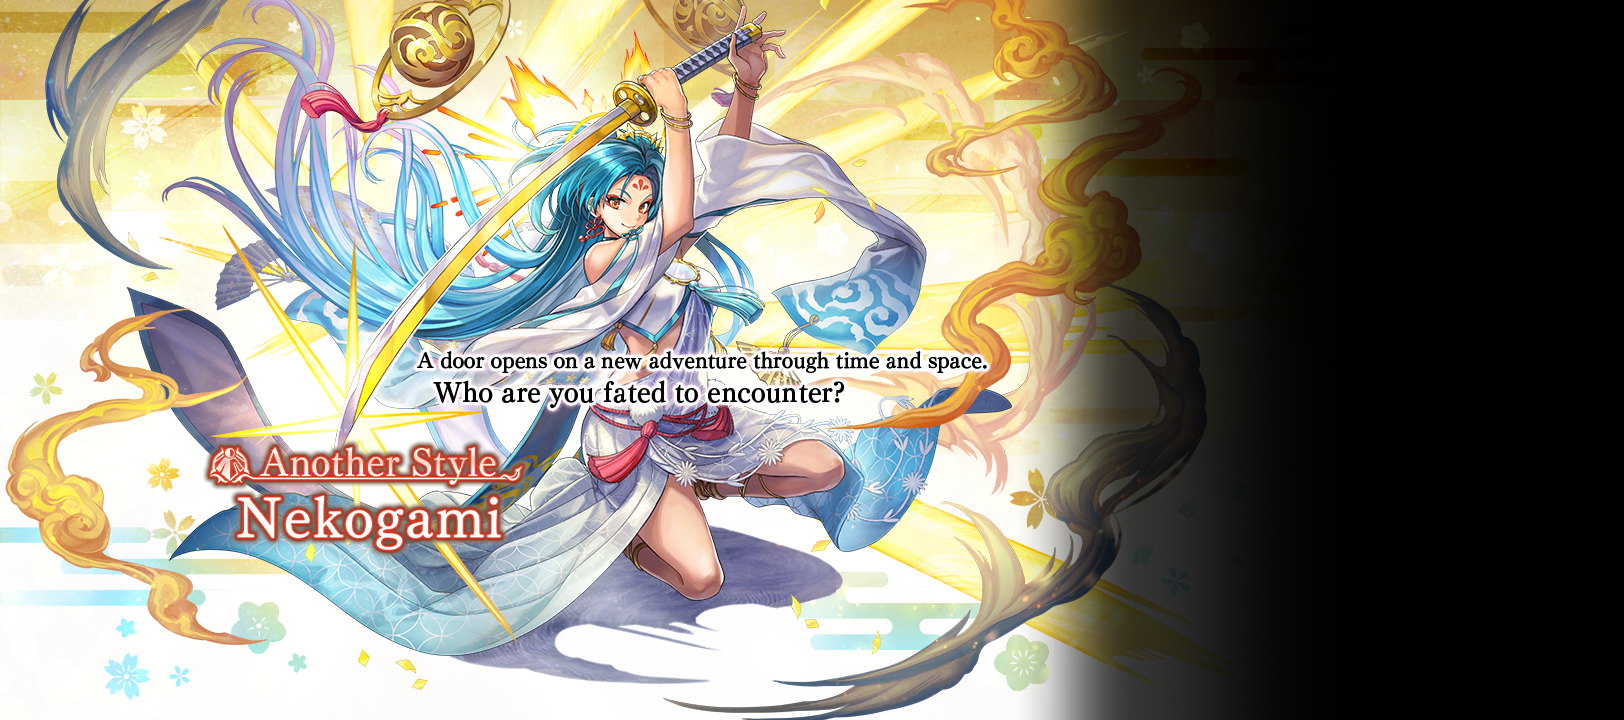 A door opens on a new adventure through time and space.
Who are you fated to encounter?
Another Style
Nekogami